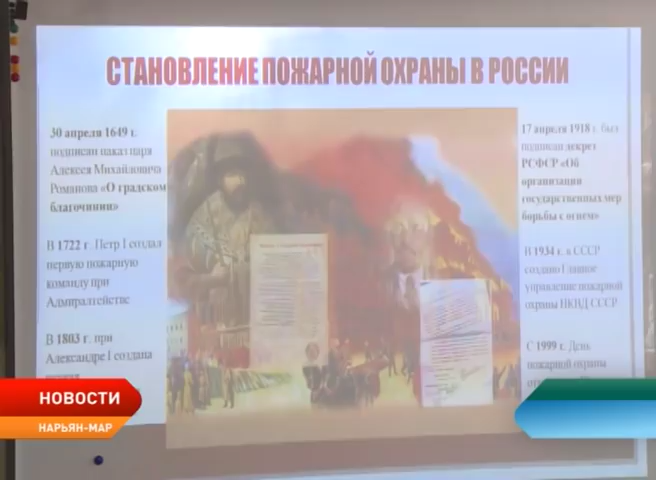 СТАНОВЛЕНИЕ ПОЖАРНОЙ ОХРАНЫ В РОССИИ
30 апреля 1649 г.
подписан наказ царя
Алексея Михайловича
Романова «О градском
благочинии»
В 1722 г. Петр I создал
первую пожарную
команду при
Адмиралтействе
В 1803 г. при
Александре I создана
17 апреля 1918 г. был
подписан декрет
РСФСР «Об
организации
государственных мер
борьбы с огнем»
В 1934 г. в СССР
создано Главное
управление пожарной
охраны НКВД СССР
С 1999 г. День
пожарной охраны
НОВОСТИ
НАРЬЯН-МАР